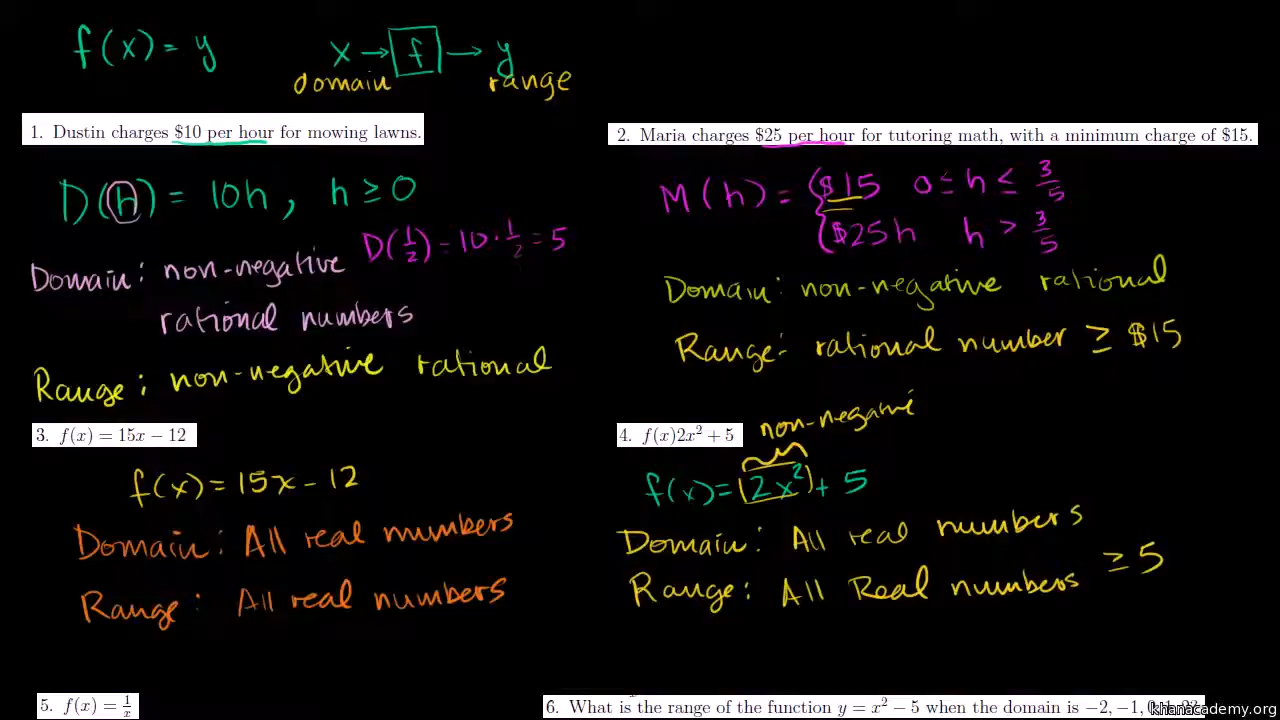 f(x) = y
x → f → y
domain range
1. Dustin charges $10 per hour for mowing lawns.
D(h) = 10h, h ≥ 0
D(1/2) = 10 · 1/2 = 5
Domain: non-negative
rational numbers
Range: non-negative rational
2. Maria charges $25 per hour for tutoring math, with a minimum charge of $15.
M(h) = { $15 0 ≤ h ≤ 3/5
$25h h > 3/5
Domain: non-negative rational
Range: rational number ≥ $15
3. f(x) = 15x − 12
f(x) = 15x − 12
Domain: All real numbers
Range: All real numbers
4. f(x)2x² + 5
non-negative
f(x) = (2x²) + 5
Domain: All real numbers
Range: All Real numbers ≥ 5
5. f(x) = 1/x
6. What is the range of the function y = x² − 5 when the domain is −2, −1,
khanacademy.org